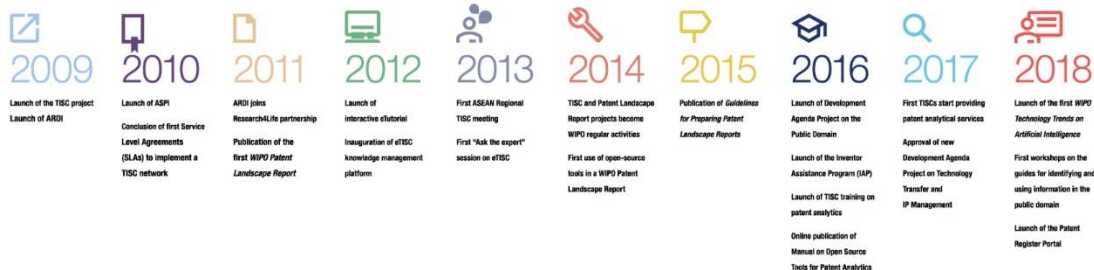 2009
Launch of the TISC project
Launch of ARDI
2010
Launch of ASPI
Conclusion of first Service
Level Agreements
(SLAs) to implement a
TISC network
2011
ARDI joins
Research4Life partnership
Publication of the
first WIPO Patent
Landscape Report
2012
Launch of
interactive eTutorial
Inauguration of eTISC
knowledge management
platform
2013
First ASEAN Regional
TISC meeting
First "Ask the expert"
session on eTISC
2014
TISC and Patent Landscape
Report projects become
WIPO regular activities
First use of open-source
tools in a WIPO Patent
Landscape Report
2015
Publication of Guidelines
for Preparing Patent
Landscape Reports
2016
Launch of Development
Agenda Project on the
Public Domain
Launch of the Inventor
Assistance Program (IAP)
Launch of TISC training on
patent analytics
Online publication of
Manual on Open Source
Tools for Patent Analytics
2017
First TISCs start providing
patent analytical services
Approval of new
Development Agenda
Project on Technology
Transfer and
IP Management
2018
Launch of the first WIPO
Technology Trends on
Artificial Intelligence
First workshops on the
guides for identifying and
using information in the
public domain
Launch of the Patent
Register Portal